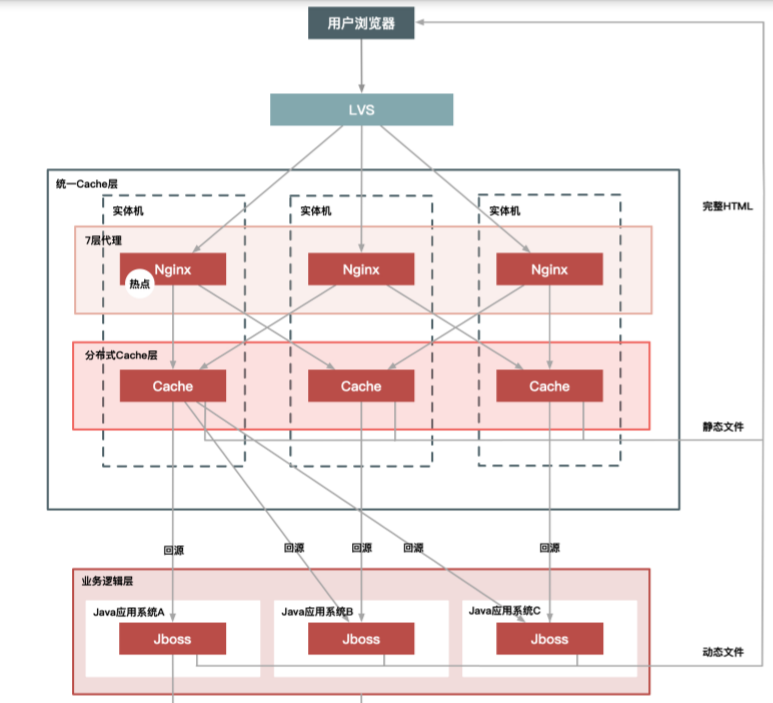 用户浏览器
LVS
统一Cache层
实体机
实体机
实体机
完整HTML
7层代理
Nginx
Nginx
Nginx
热点
分布式Cache层
Cache
Cache
Cache
静态文件
回源
回源
回源
回源
回源
业务逻辑层
Java应用系统A
Java应用系统B
Java应用系统C
Jboss
Jboss
Jboss
动态文件